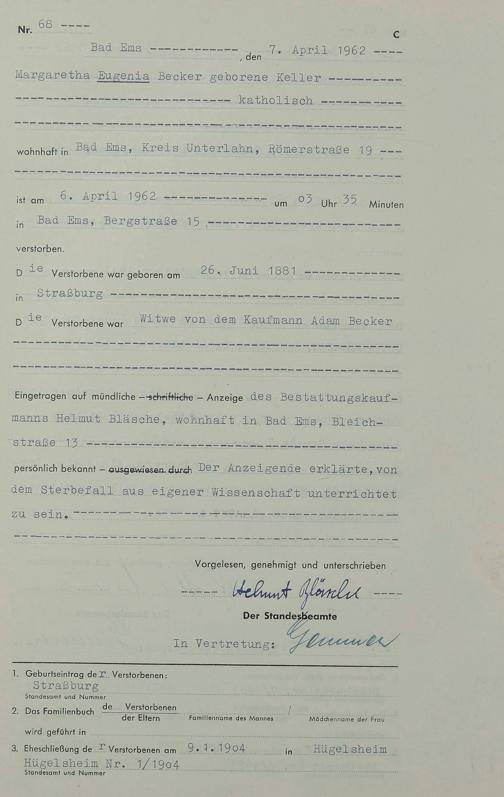 Nr. 68 ----
C
Bad Ems ------------, den 7. April 1962 ----
Margaretha Eugenia Becker geborene Keller -----------
----------------------------- katholisch -----------
wohnhaft in Bad Ems, Kreis Unterlahn, Römerstraße 19 ---
ist am 6. April 1962 -------------- um 03 Uhr 35 Minuten
in Bad Ems, Bergstraße 15 --------------------------
verstorben.
Die Verstorbene war geboren am 26. Juni 1881 ------------
in Straßburg --------------------------------------
Die Verstorbene war Witwe von dem Kaufmann Adam Becker
Eingetragen auf mündliche – schriftliche – Anzeige des Bestattungskauf-
manns Helmut Bläsche, wohnhaft in Bad Ems, Bleich-
straße 13 ----------------------------------------
persönlich bekannt – ausgewiesen durch Der Anzeigende erklärte, von
dem Sterbefall aus eigener Wissenschaft unterrichtet
zu sein. -----------------------------------------
Vorgelesen, genehmigt und unterschrieben
----- Helmut Bläsche ----
Der Standesbeamte
In Vertretung:
1. Geburtseintrag der Verstorbenen:
Straßburg
Standesamt und Nummer
2. Das Familienbuch de Verstorbenen
der Eltern Familienname des Mannes / Mädchenname der Frau
wird geführt in
3. Eheschließung der Verstorbenen am 9.1.1904 in Hügelsheim
Hügelsheim Nr. 1/1904
Standesamt und Nummer